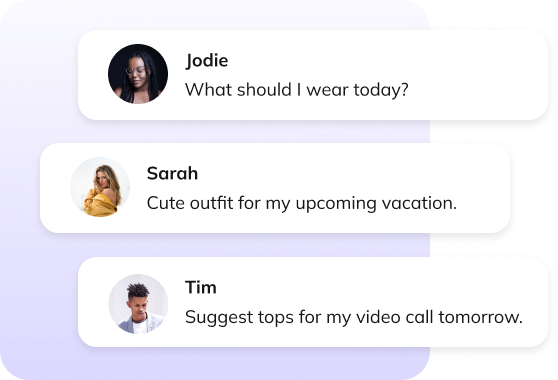 Jodie
What should I wear today?
Sarah
Cute outfit for my upcoming vacation.
Tim
Suggest tops for my video call tomorrow.